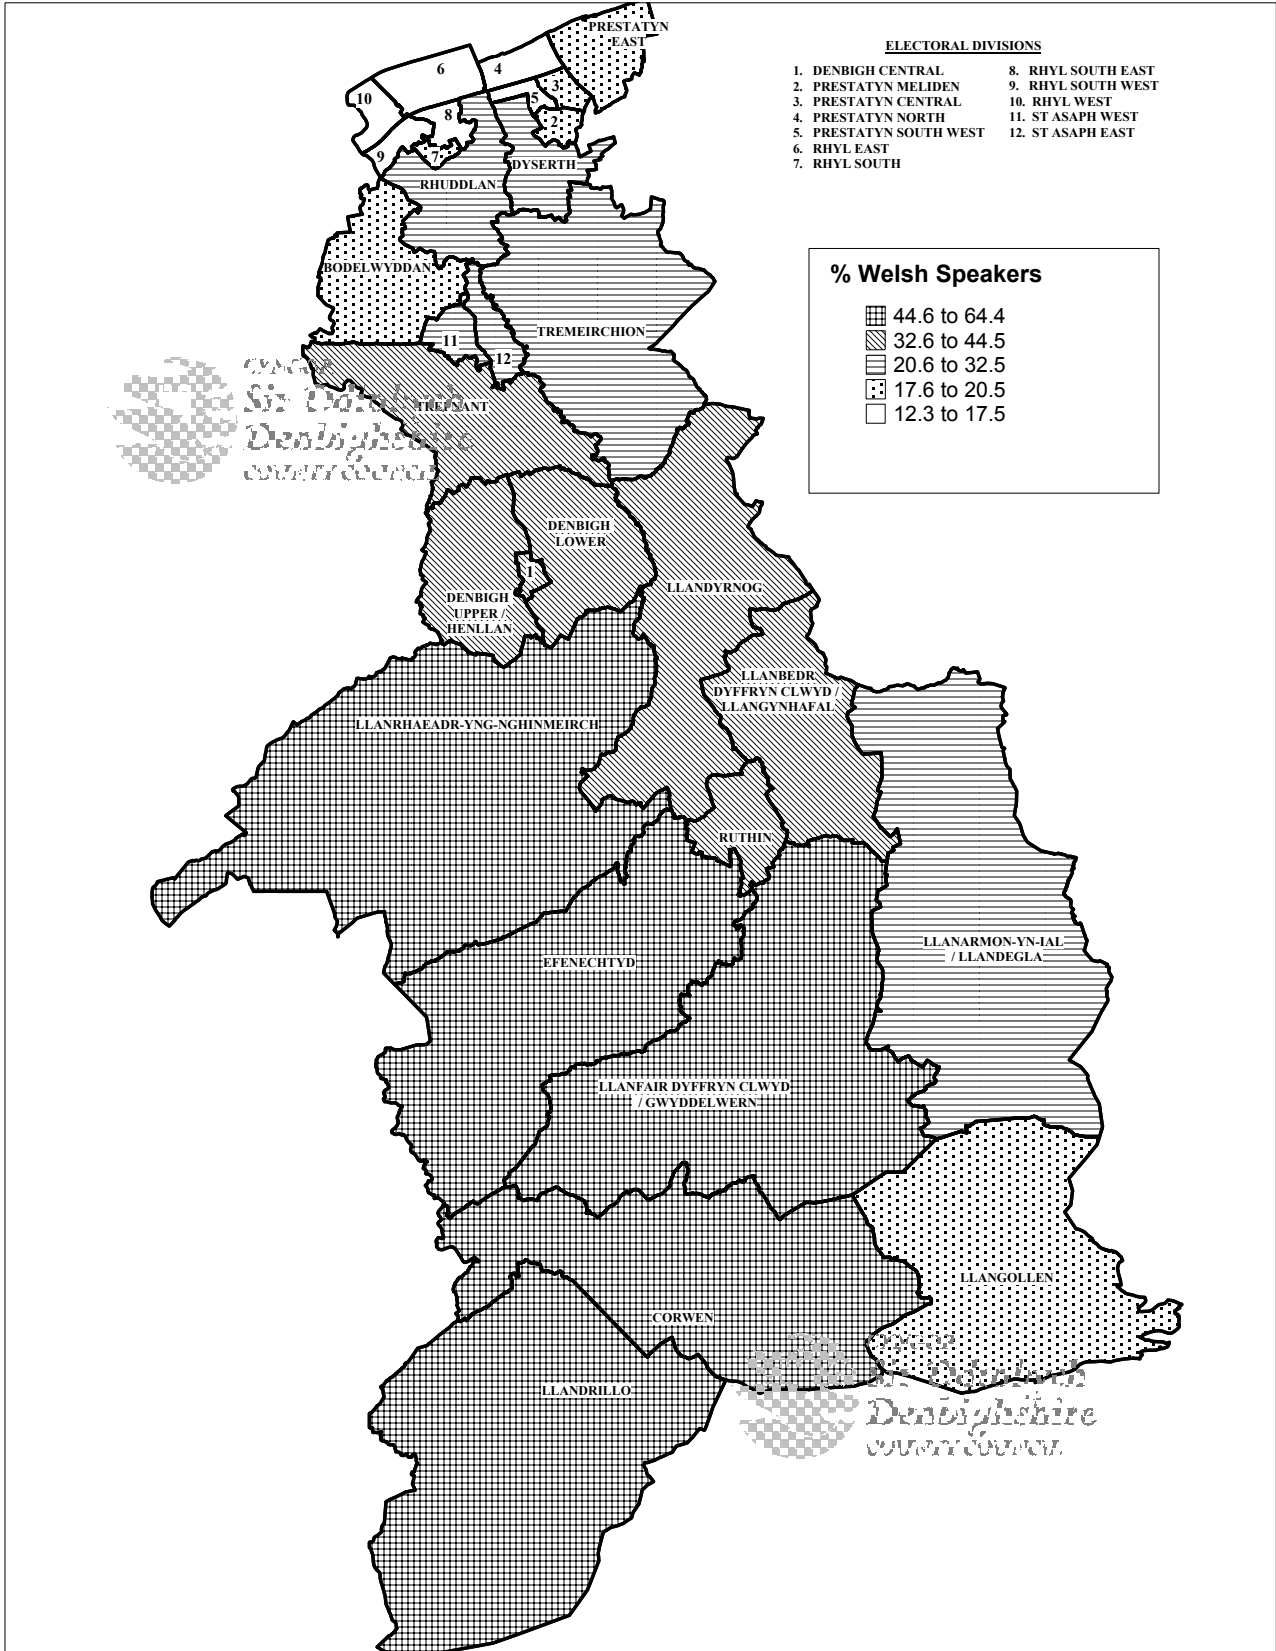 PRESTATYN
EAST
ELECTORAL DIVISIONS
1. DENBIGH CENTRAL
2. PRESTATYN MELIDEN
3. PRESTATYN CENTRAL
4. PRESTATYN NORTH
5. PRESTATYN SOUTH WEST
6. RHYL EAST
7. RHYL SOUTH
8. RHYL SOUTH EAST
9. RHYL SOUTH WEST
10. RHYL WEST
11. ST ASAPH WEST
12. ST ASAPH EAST
6
4
3
10
5
8
2
9
7
DYSERTH
RHUDDLAN
BODELWYDDAN
% Welsh Speakers
44.6 to 64.4
32.6 to 44.5
20.6 to 32.5
17.6 to 20.5
12.3 to 17.5
TREMEIRCHION
11
12
TREFNANT
Denbighshire
DENBIGH
LOWER
1
DENBIGH
UPPER /
HENLLAN
LLANDYRNOG
LLANBEDR
DYFFRYN CLWYD /
LLANGYNHAFAL
LLANRHAEADR-YNG-NGHINMEIRCH
RUTHIN
LLANARMON-YN-IAL
/ LLANDEGLA
EFENECHTYD
LLANFAIR DYFFRYN CLWYD
/ GWYDDELWERN
LLANGOLLEN
CORWEN
LLANDRILLO
Denbighshire